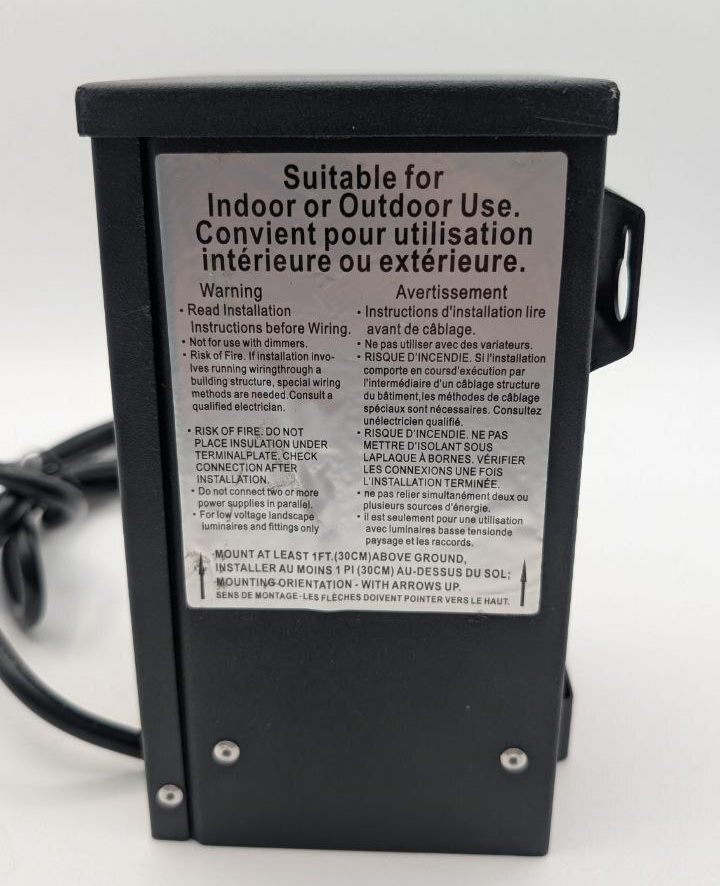 Suitable for
Indoor or Outdoor Use.
Convient pour utilisation
intérieure ou extérieure.
Warning
• Read Installation
Instructions before Wiring.
• Not for use with dimmers.
• Risk of Fire. If installation invo-
lves running wiringthrough a
building structure, special wiring
methods are needed.Consult a
qualified electrician.
• RISK OF FIRE. DO NOT
PLACE INSULATION UNDER
TERMINALPLATE. CHECK
CONNECTION AFTER
INSTALLATION.
• Do not connect two or more
power supplies in parallel.
• For low voltage landscape
luminaires and fittings only
Avertissement
• Instructions d'installation lire
avant de câblage.
• Ne pas utiliser avec des variateurs.
• RISQUE D'INCENDIE. Si l'installation
comporte en coursd'exécution par
l'intermédiaire d'un câblage structure
du bâtiment,les méthodes de câblage
spéciaux sont nécessaires. Consultez
unélectricien qualifié.
• RISQUE D'INCENDIE. NE PAS
METTRE D'ISOLANT SOUS
LAPLAQUE À BORNES. VÉRIFIER
LES CONNEXIONS UNE FOIS
L'INSTALLATION TERMINÉE.
• ne pas relier simultanément deux ou
plusieurs sources d'énergie.
• il est seulement pour une utilisation
avec luminaires basse tensionde
paysage et les raccords.
MOUNT AT LEAST 1FT.(30CM)ABOVE GROUND,
INSTALLER AU MOINS 1 PI (30CM) AU-DESSUS DU SOL;
MOUNTING-ORIENTATION - WITH ARROWS UP.
SENS DE MONTAGE-LES FLÈCHES DOIVENT POINTER VERS LE HAUT.